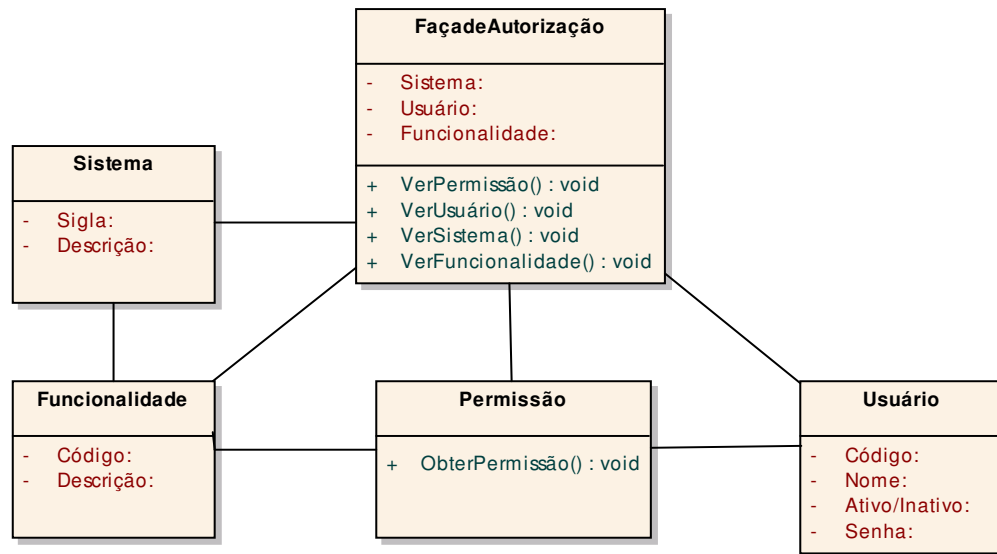 FaçadeAutorização
- Sistema:
- Usuário:
- Funcionalidade:
+ VerPermissão() : void
+ VerUsuário() : void
+ VerSistema() : void
+ VerFuncionalidade() : void
Sistema
- Sigla:
- Descrição:
Funcionalidade
- Código:
- Descrição:
Permissão
+ ObterPermissão() : void
Usuário
- Código:
- Nome:
- Ativo/Inativo:
- Senha: